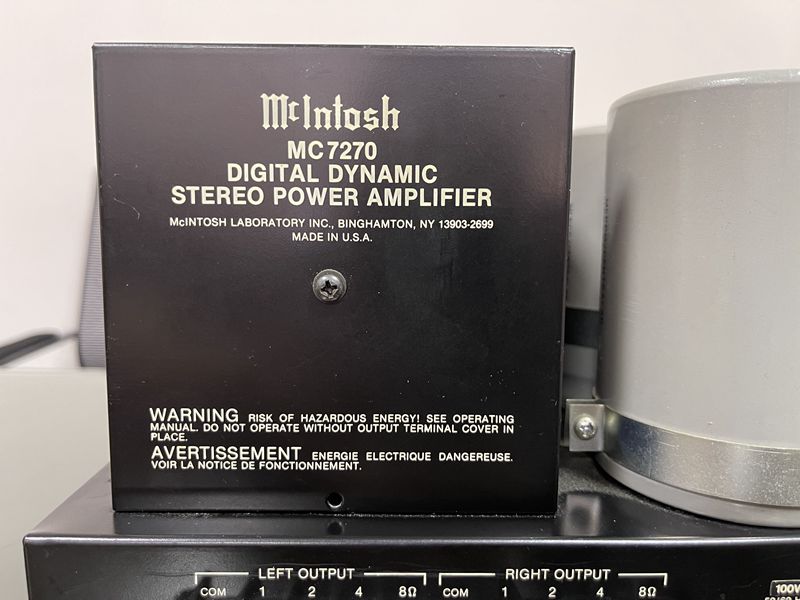 McIntosh
MC7270
DIGITAL DYNAMIC
STEREO POWER AMPLIFIER
McINTOSH LABORATORY INC., BINGHAMTON, NY 13903-2699
MADE IN U.S.A.
WARNING RISK OF HAZARDOUS ENERGY! SEE OPERATING
MANUAL. DO NOT OPERATE WITHOUT OUTPUT TERMINAL COVER IN
PLACE.
AVERTISSEMENT ENERGIE ELECTRIQUE DANGEREUSE.
VOIR LA NOTICE DE FONCTIONNEMENT.
LEFT OUTPUT RIGHT OUTPUT
COM 1 2 4 8Ω COM 1 2 4 8Ω
100V